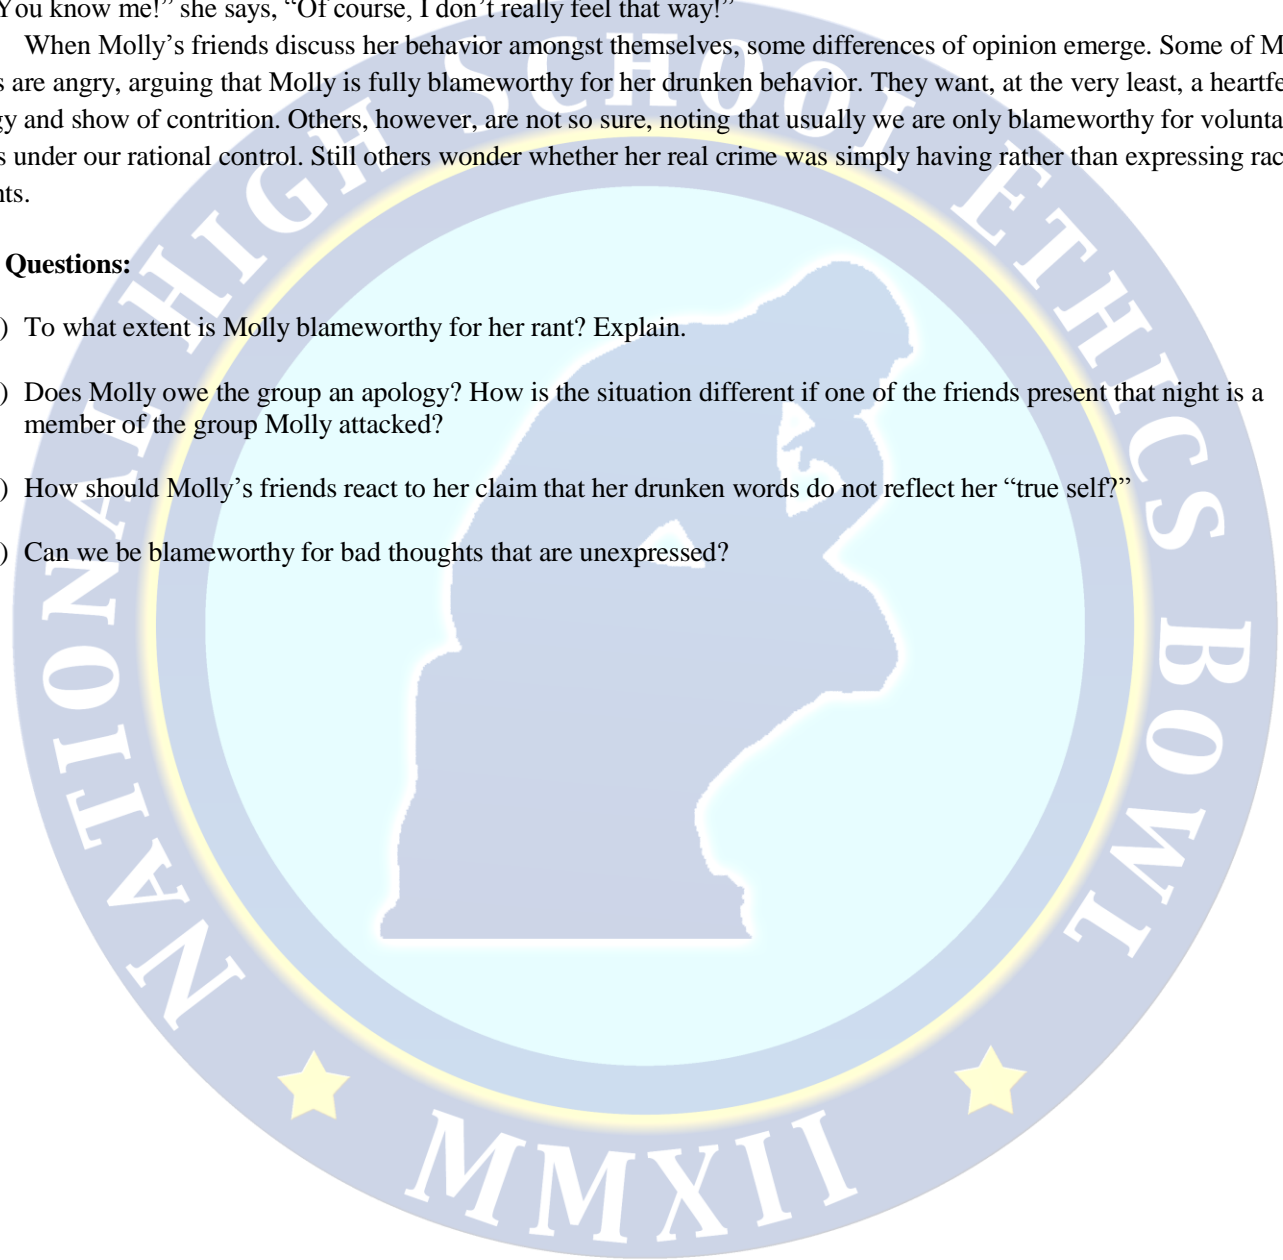 You know me!” she says, “Of course, I don’t really feel that way!”
When Molly’s friends discuss her behavior amongst themselves, some differences of opinion emerge. Some of M
s are angry, arguing that Molly is fully blameworthy for her drunken behavior. They want, at the very least, a heartfe
gy and show of contrition. Others, however, are not so sure, noting that usually we are only blameworthy for volunta
s under our rational control. Still others wonder whether her real crime was simply having rather than expressing rac
nts.
Questions:
) To what extent is Molly blameworthy for her rant? Explain.
) Does Molly owe the group an apology? How is the situation different if one of the friends present that night is a
member of the group Molly attacked?
) How should Molly’s friends react to her claim that her drunken words do not reflect her “true self?”
) Can we be blameworthy for bad thoughts that are unexpressed?
NATIONAL HIGH SCHOOL ETHICS BOWL
MMXII